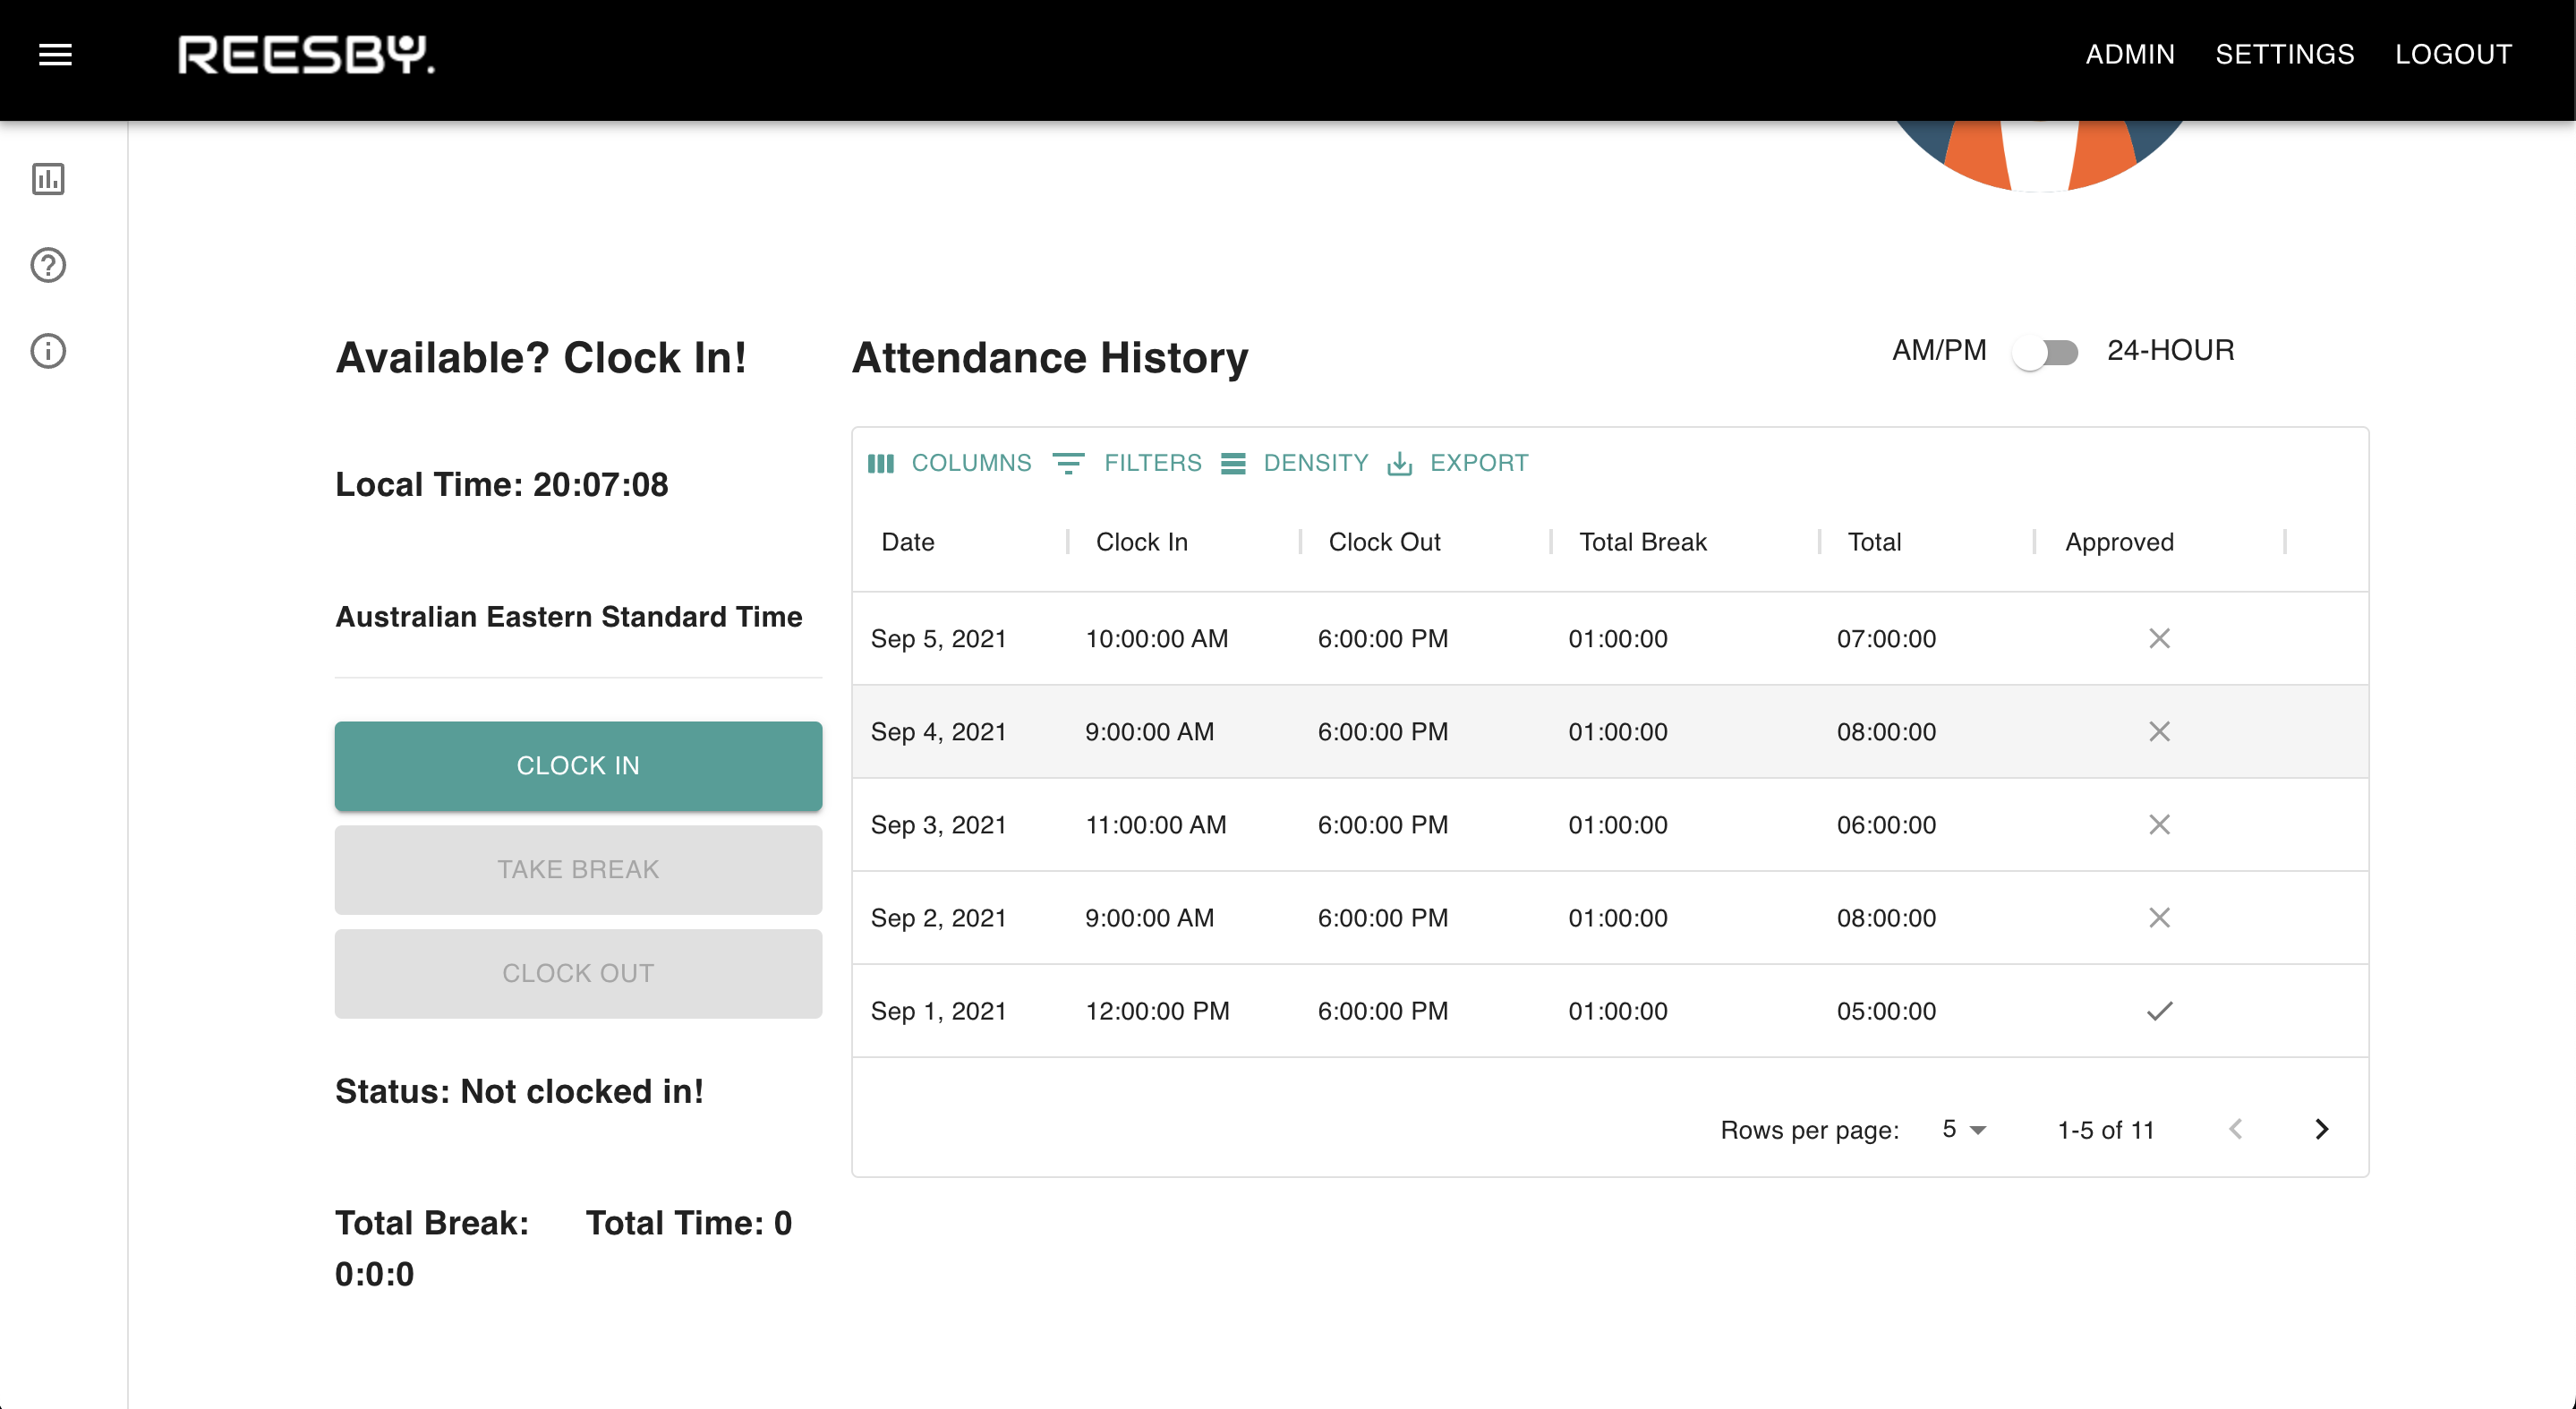 REESBY.
ADMIN SETTINGS LOGOUT
Available? Clock In!
Local Time: 20:07:08
Australian Eastern Standard Time
CLOCK IN
TAKE BREAK
CLOCK OUT
Status: Not clocked in!
Total Break: 0:0:0
Total Time: 0
Attendance History
AM/PM 24-HOUR
COLUMNS FILTERS DENSITY EXPORT
Date Clock In Clock Out Total Break Total Approved
Sep 5, 2021 10:00:00 AM 6:00:00 PM 01:00:00 07:00:00
Sep 4, 2021 9:00:00 AM 6:00:00 PM 01:00:00 08:00:00
Sep 3, 2021 11:00:00 AM 6:00:00 PM 01:00:00 06:00:00
Sep 2, 2021 9:00:00 AM 6:00:00 PM 01:00:00 08:00:00
Sep 1, 2021 12:00:00 PM 6:00:00 PM 01:00:00 05:00:00
Rows per page: 5 1-5 of 11